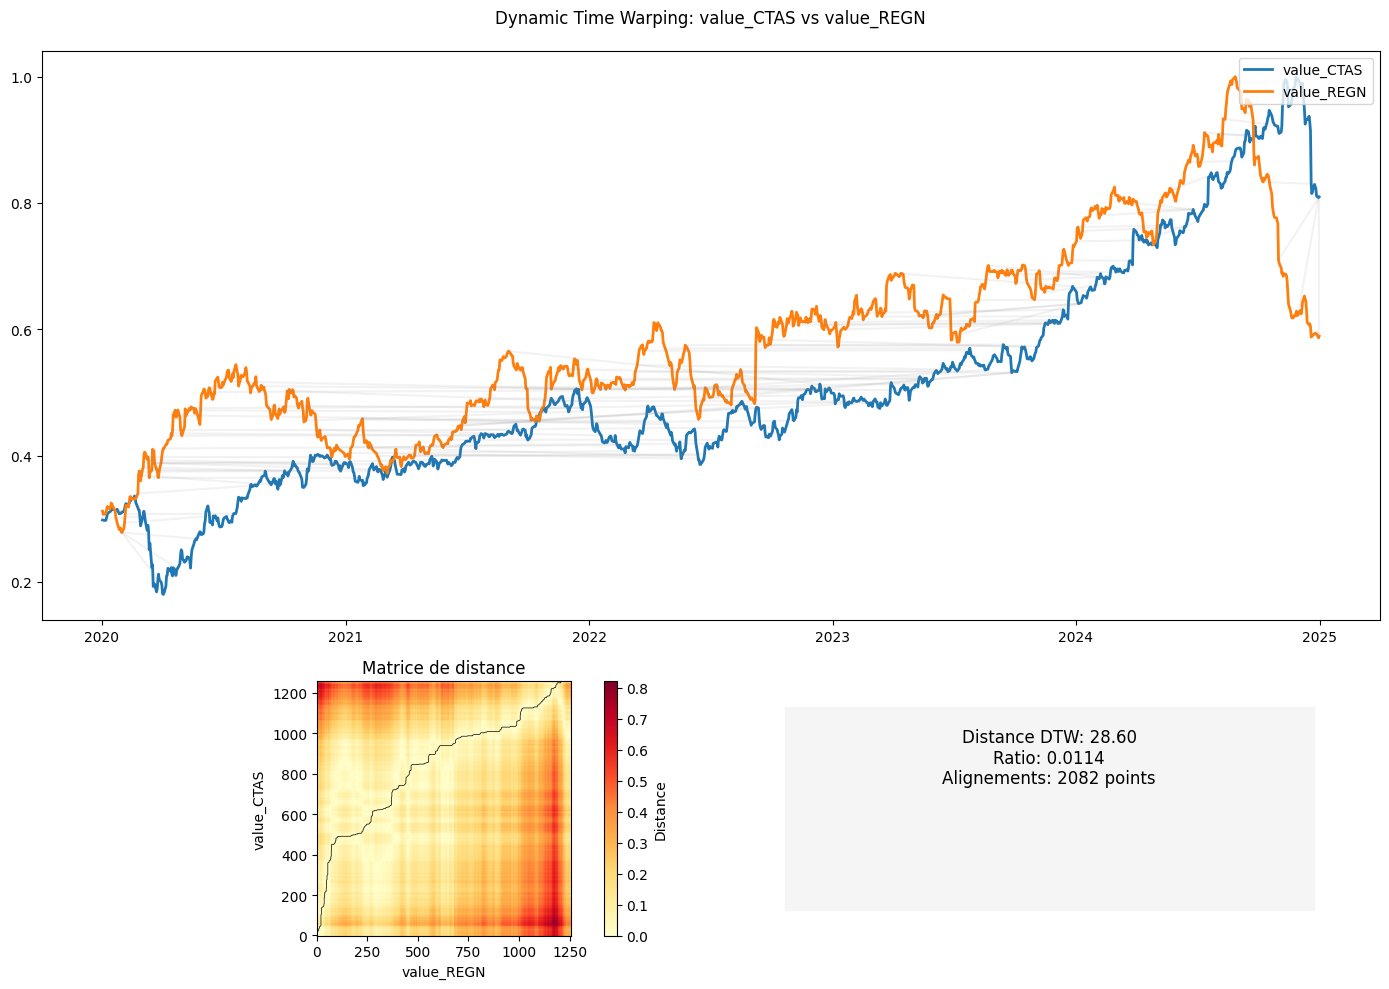 Dynamic Time Warping: value_CTAS vs value_REGN
value_CTAS
value_REGN
1.0
0.8
0.6
0.4
0.2
2020 2021 2022 2023 2024 2025
Matrice de distance
value_CTAS
1200
1000
800
600
400
200
0
0 250 500 750 1000 1250
value_REGN
0.8
0.7
0.6
0.5
0.4
0.3
0.2
0.1
0.0
Distance
Distance DTW: 28.60
Ratio: 0.0114
Alignements: 2082 points